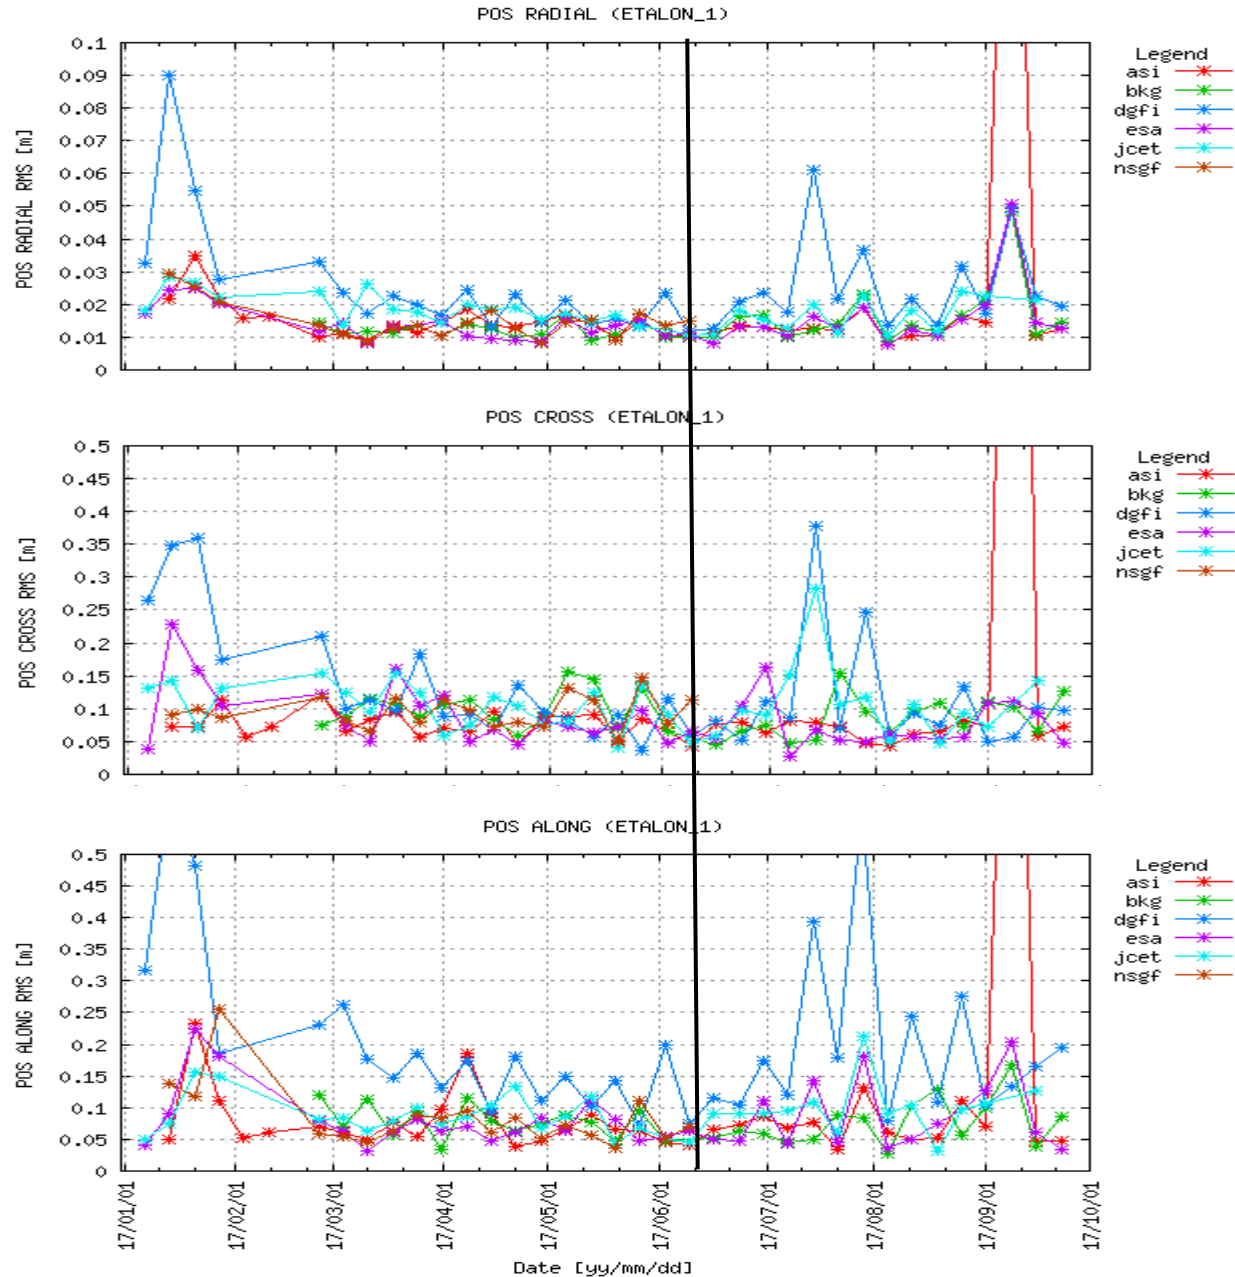 POS RADIAL (ETALON_1)
POS RADIAL RMS [m]
0.1
0.09
0.08
0.07
0.06
0.05
0.04
0.03
0.02
0.01
0
Legend
asi
bkg
dgfi
esa
jcet
nsgf
POS CROSS (ETALON_1)
POS CROSS RMS [m]
0.5
0.45
0.4
0.35
0.3
0.25
0.2
0.15
0.1
0.05
0
Legend
asi
bkg
dgfi
esa
jcet
nsgf
POS ALONG (ETALON_1)
POS ALONG RMS [m]
0.5
0.45
0.4
0.35
0.3
0.25
0.2
0.15
0.1
0.05
0
Legend
asi
bkg
dgfi
esa
jcet
nsgf
17/01/01
17/02/01
17/03/01
17/04/01
17/05/01
17/06/01
17/07/01
17/08/01
17/09/01
17/10/01
Date [yy/mm/dd]